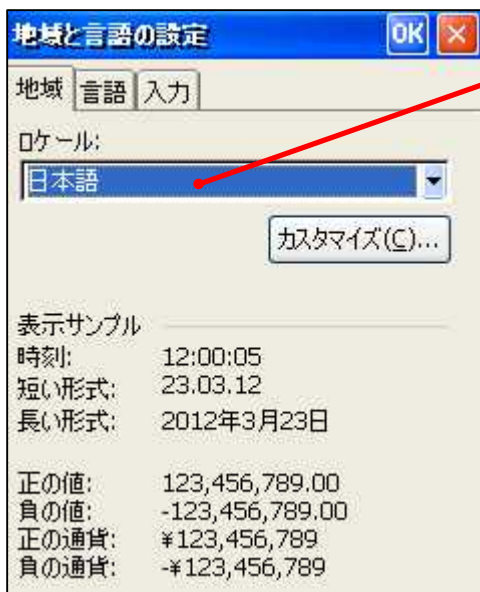 地域と言語の設定 OK
地域 言語 入力
ロケール:
日本語
カスタマイズ(C)...
表示サンプル
時刻: 12:00:05
短い形式: 23.03.12
長い形式: 2012年3月23日
正の値: 123,456,789.00
負の値: -123,456,789.00
正の通貨: ¥123,456,789
負の通貨: -¥123,456,789